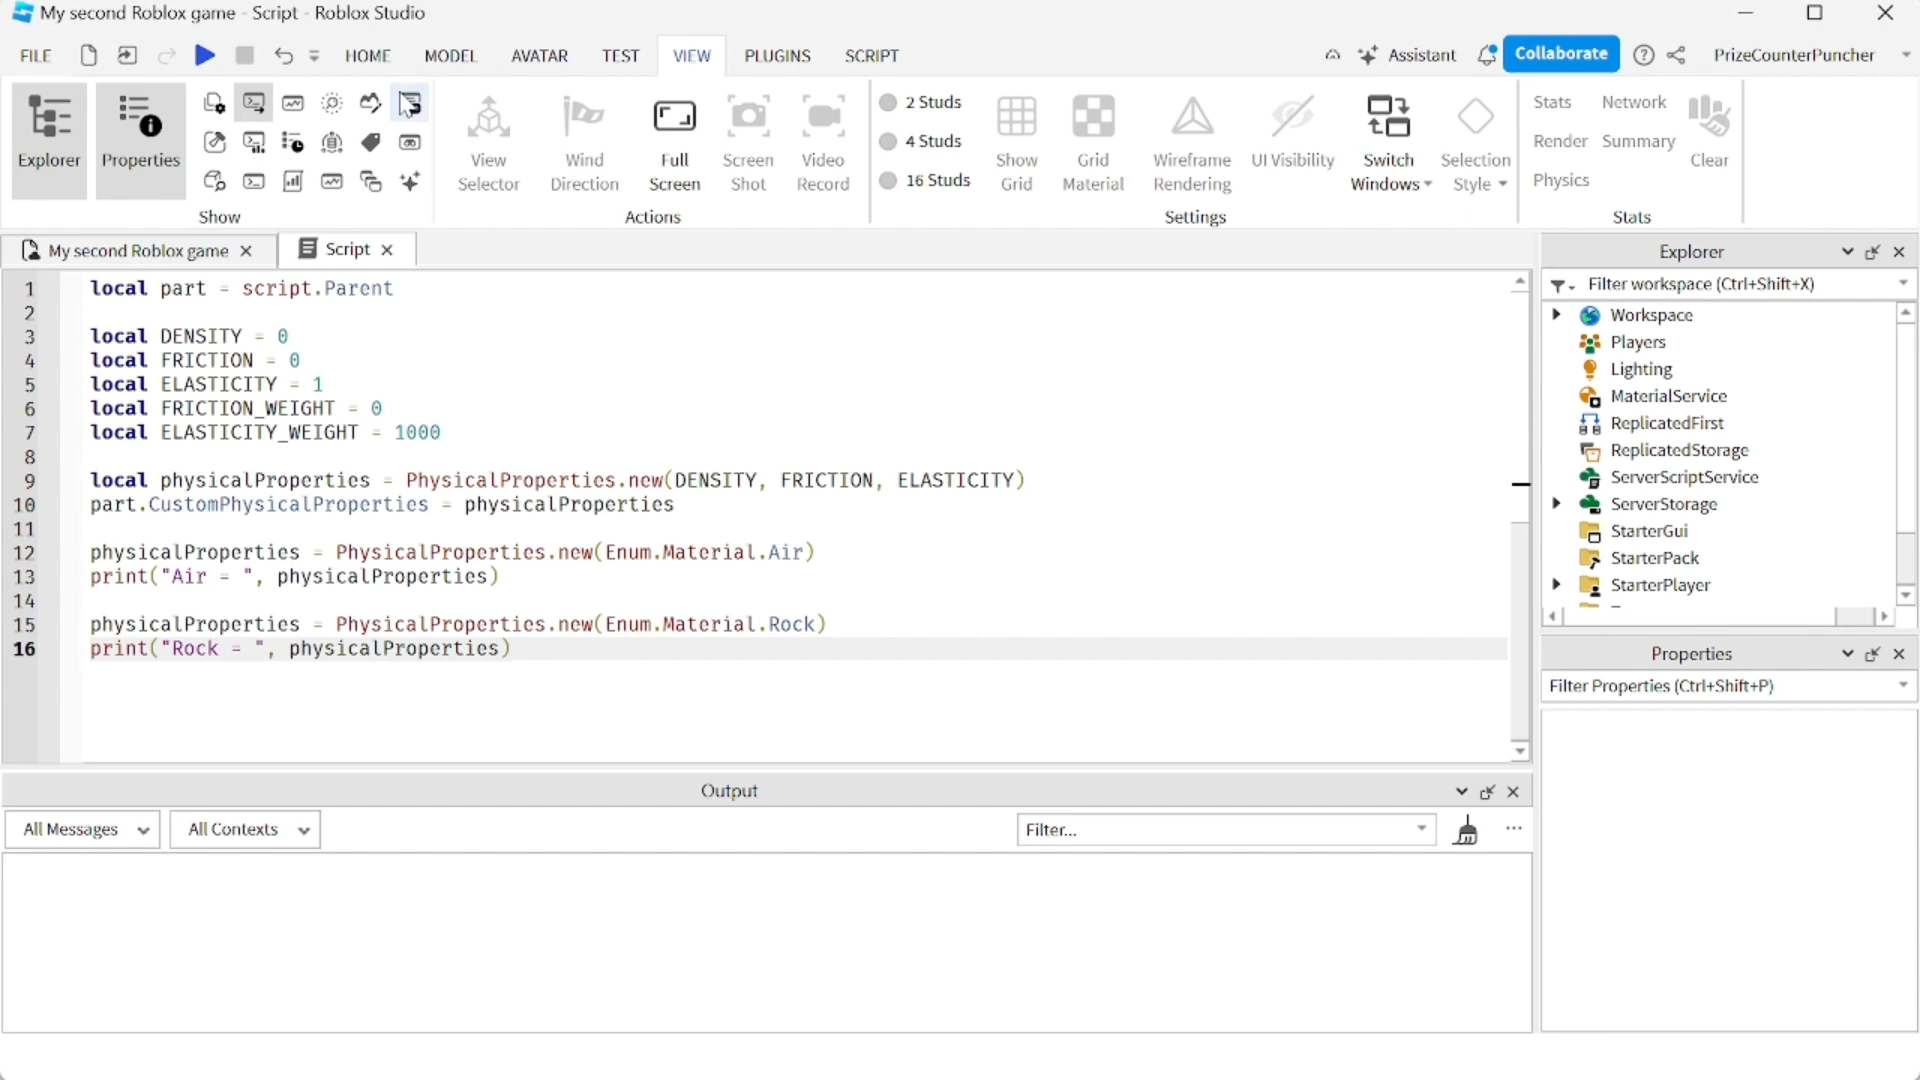 My second Roblox game - Script - Roblox Studio
FILE HOME MODEL AVATAR TEST VIEW PLUGINS SCRIPT Assistant Collaborate PrizeCounterPuncher
Explorer
Properties
Show
View
Selector
Wind
Direction
Full
Screen
Screen
Shot
Video
Record
Actions
2 Studs
4 Studs
16 Studs
Show
Grid
Grid
Material
Wireframe
Rendering
UI Visibility
Switch
Windows
Selection
Style
Settings
Stats Network
Render Summary
Physics
Clear
Stats
My second Roblox game
Script
1 local part = script.Parent
2
3 local DENSITY = 0
4 local FRICTION = 0
5 local ELASTICITY = 1
6 local FRICTION_WEIGHT = 0
7 local ELASTICITY_WEIGHT = 1000
8
9 local physicalProperties = PhysicalProperties.new(DENSITY, FRICTION, ELASTICITY)
10 part.CustomPhysicalProperties = physicalProperties
11
12 physicalProperties = PhysicalProperties.new(Enum.Material.Air)
13 print("Air = ", physicalProperties)
14
15 physicalProperties = PhysicalProperties.new(Enum.Material.Rock)
16 print("Rock = ", physicalProperties)
Explorer
Filter workspace (Ctrl+Shift+X)
Workspace
Players
Lighting
MaterialService
ReplicatedFirst
ReplicatedStorage
ServerScriptService
ServerStorage
StarterGui
StarterPack
StarterPlayer
Properties
Filter Properties (Ctrl+Shift+P)
Output
All Messages All Contexts Filter...